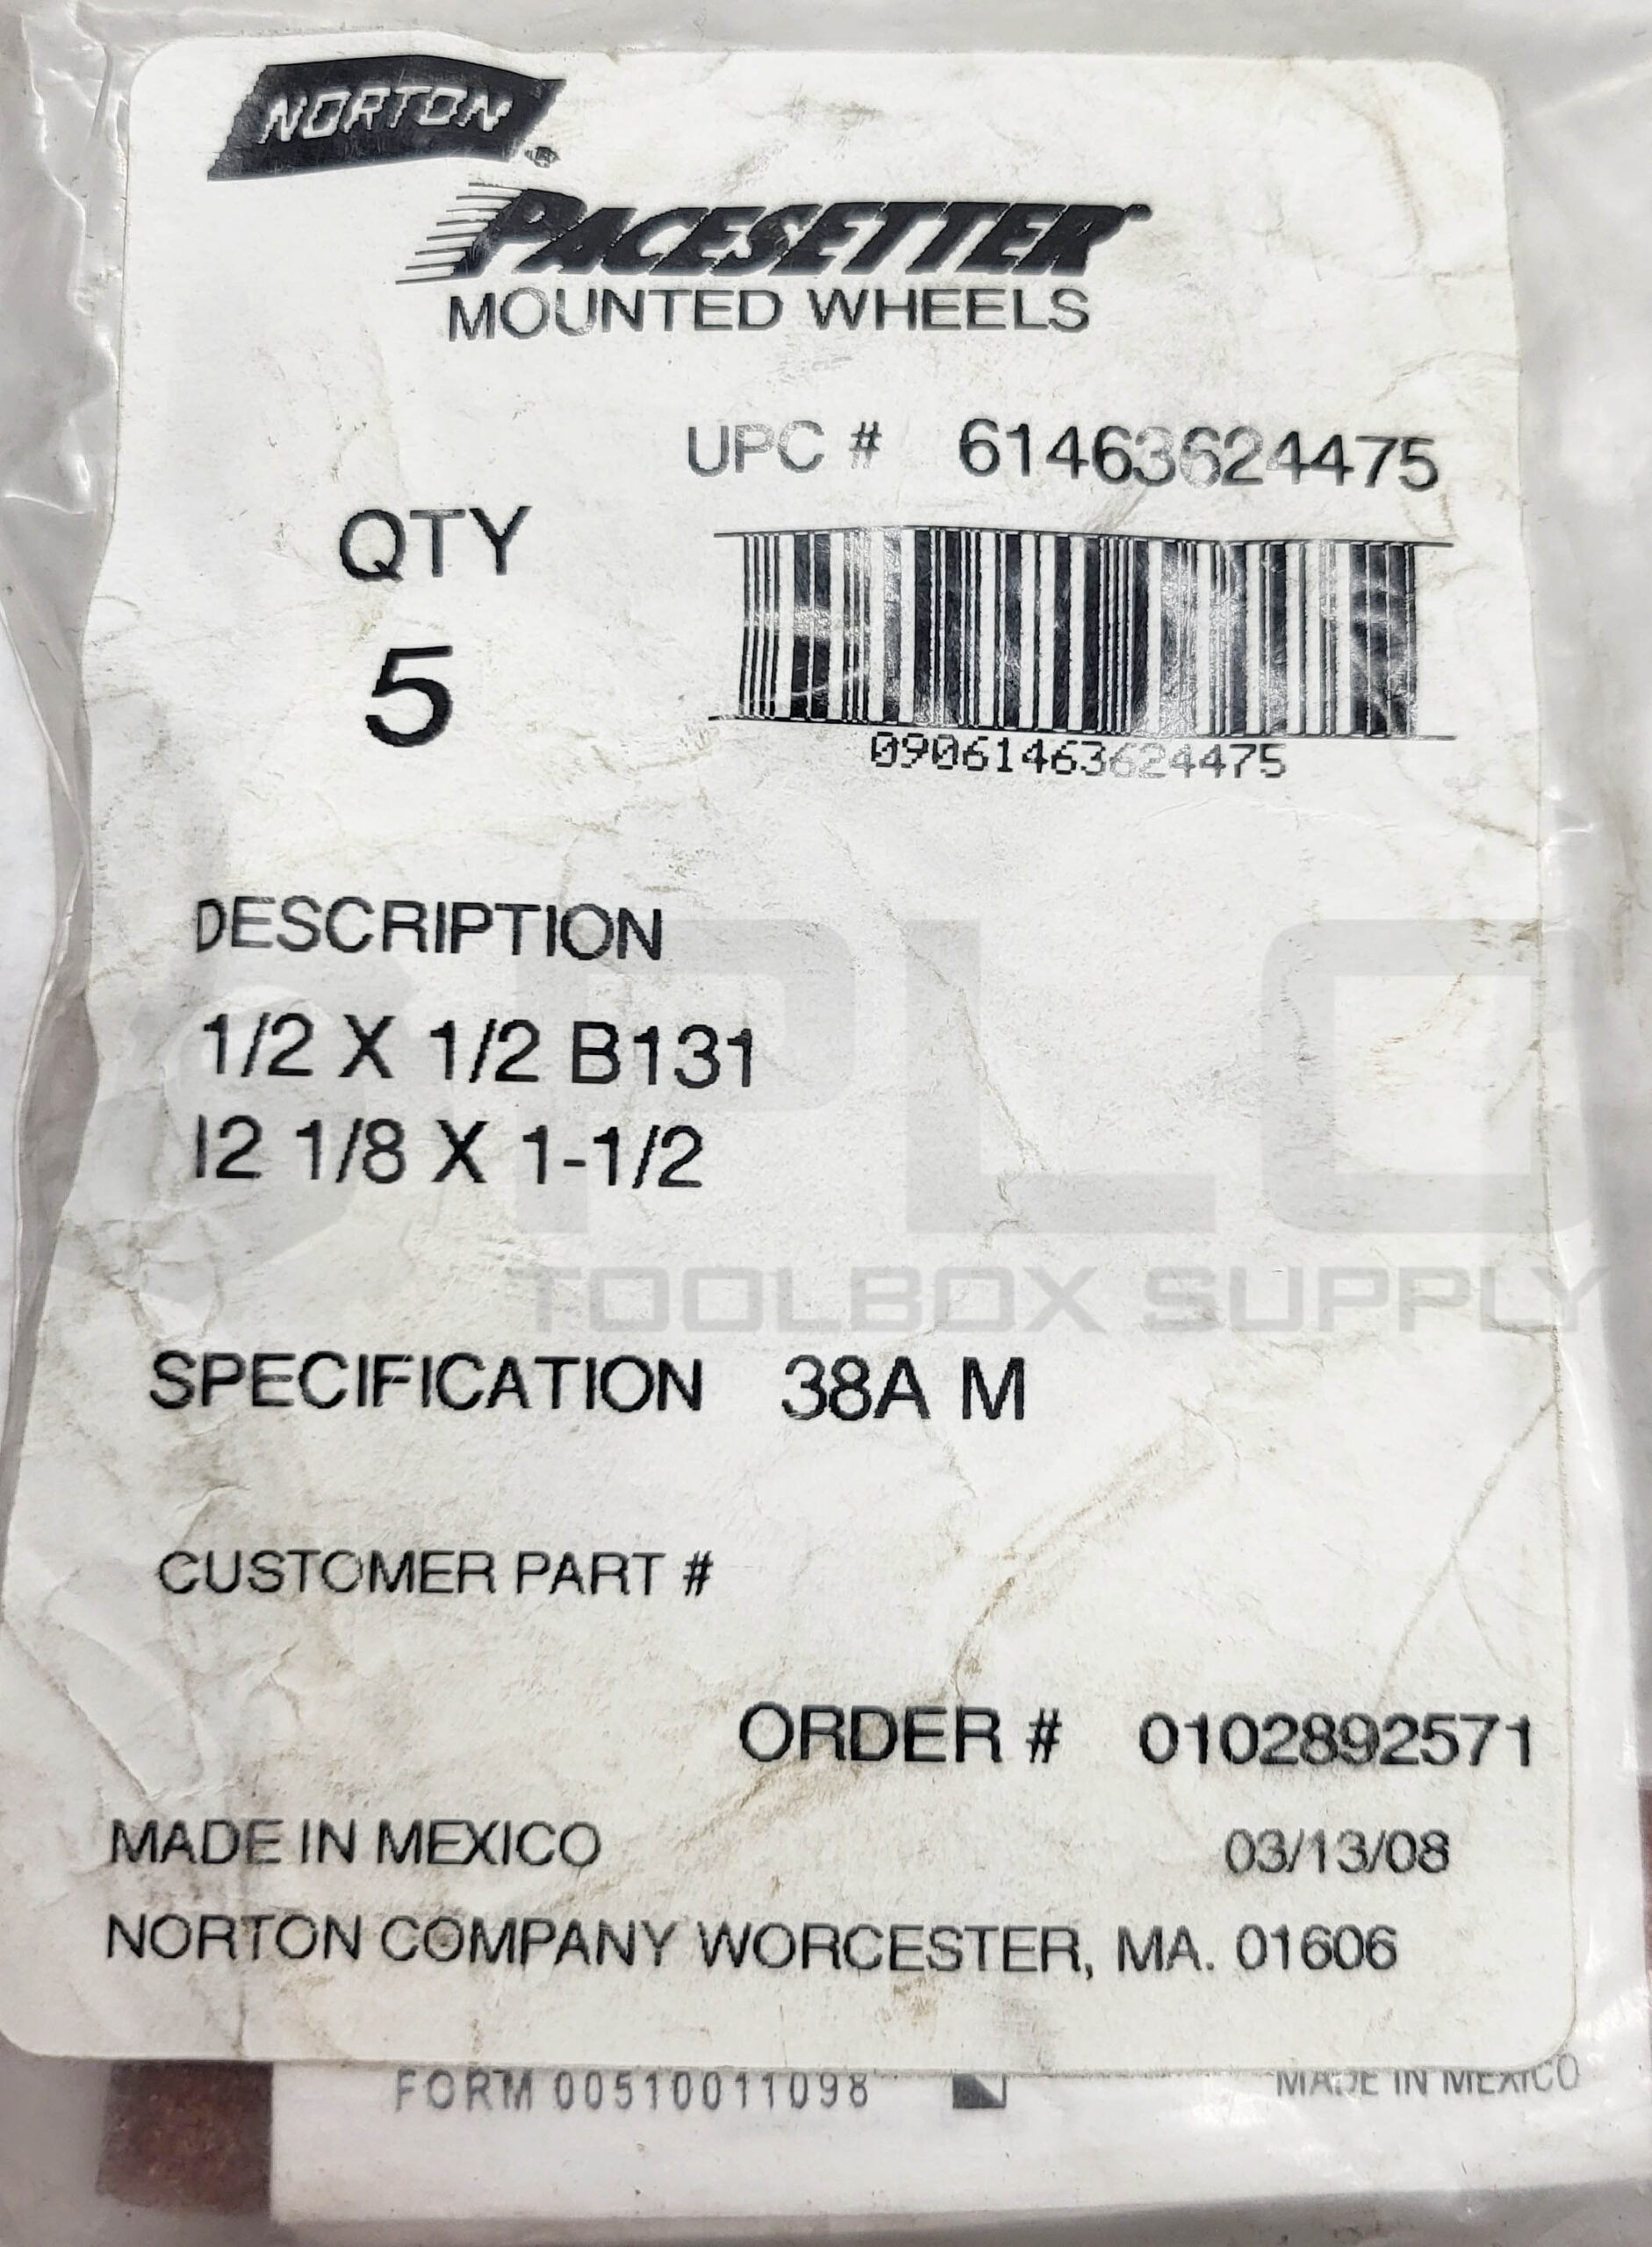 NORTON®
PACESETTER
MOUNTED WHEELS
UPC # 61463624475
QTY
5
09061463624475
DESCRIPTION
1/2 X 1/2 B131
I2 1/8 X 1-1/2
PLC
TOOLBOX SUPPLY
SPECIFICATION 38A M
CUSTOMER PART #
ORDER # 0102892571
MADE IN MEXICO 03/13/08
NORTON COMPANY WORCESTER, MA. 01606
FORM 00510011098 MADE IN MEXICO